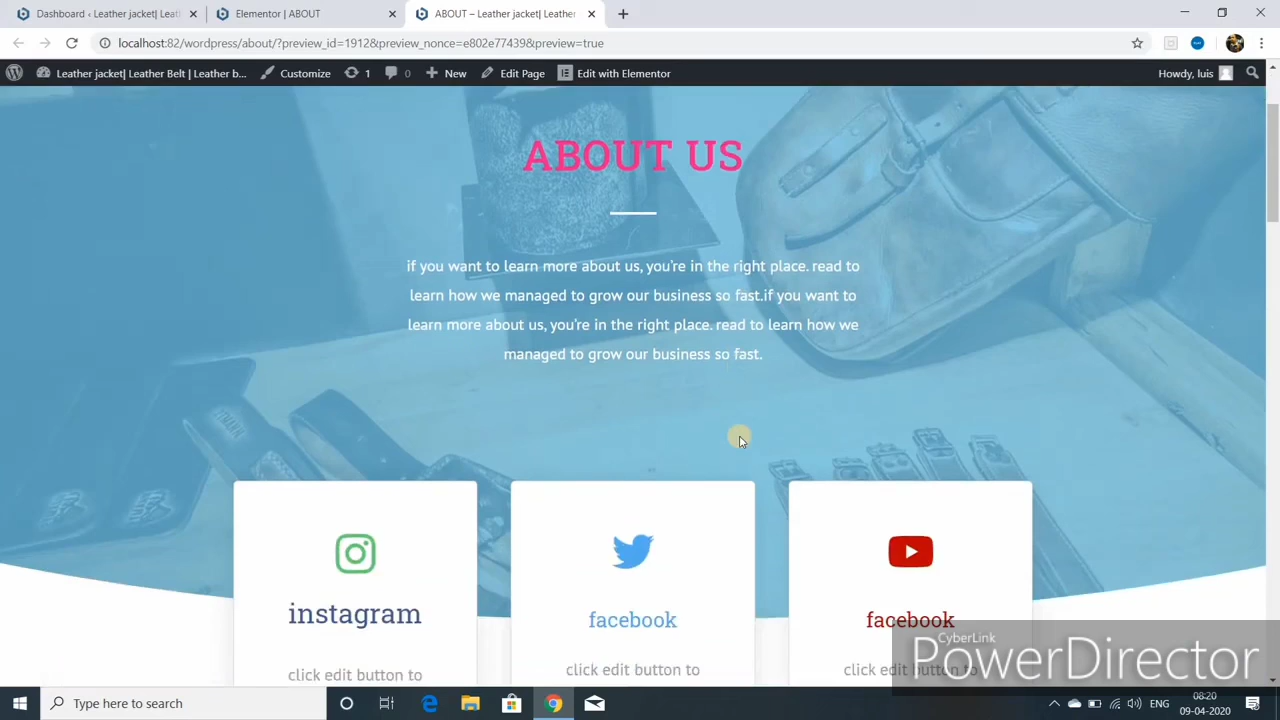 Dashboard ‹ Leather jacket| Leat
Elementor | ABOUT
ABOUT – Leather jacket| Leather
localhost:82/wordpress/about/?preview_id=1912&preview_nonce=e802e77439&preview=true
Leather jacket| Leather Belt | Leather b...
Customize
1
0
New
Edit Page
Edit with Elementor
Howdy, luis
ABOUT US
if you want to learn more about us, you're in the right place. read to
learn how we managed to grow our business so fast.if you want to
learn more about us, you're in the right place. read to learn how we
managed to grow our business so fast.
instagram
facebook
facebook
click edit button to
click edit button to
click edit button to
CyberLink
PowerDirector
Type here to search
ENG
08:20
09-04-2020